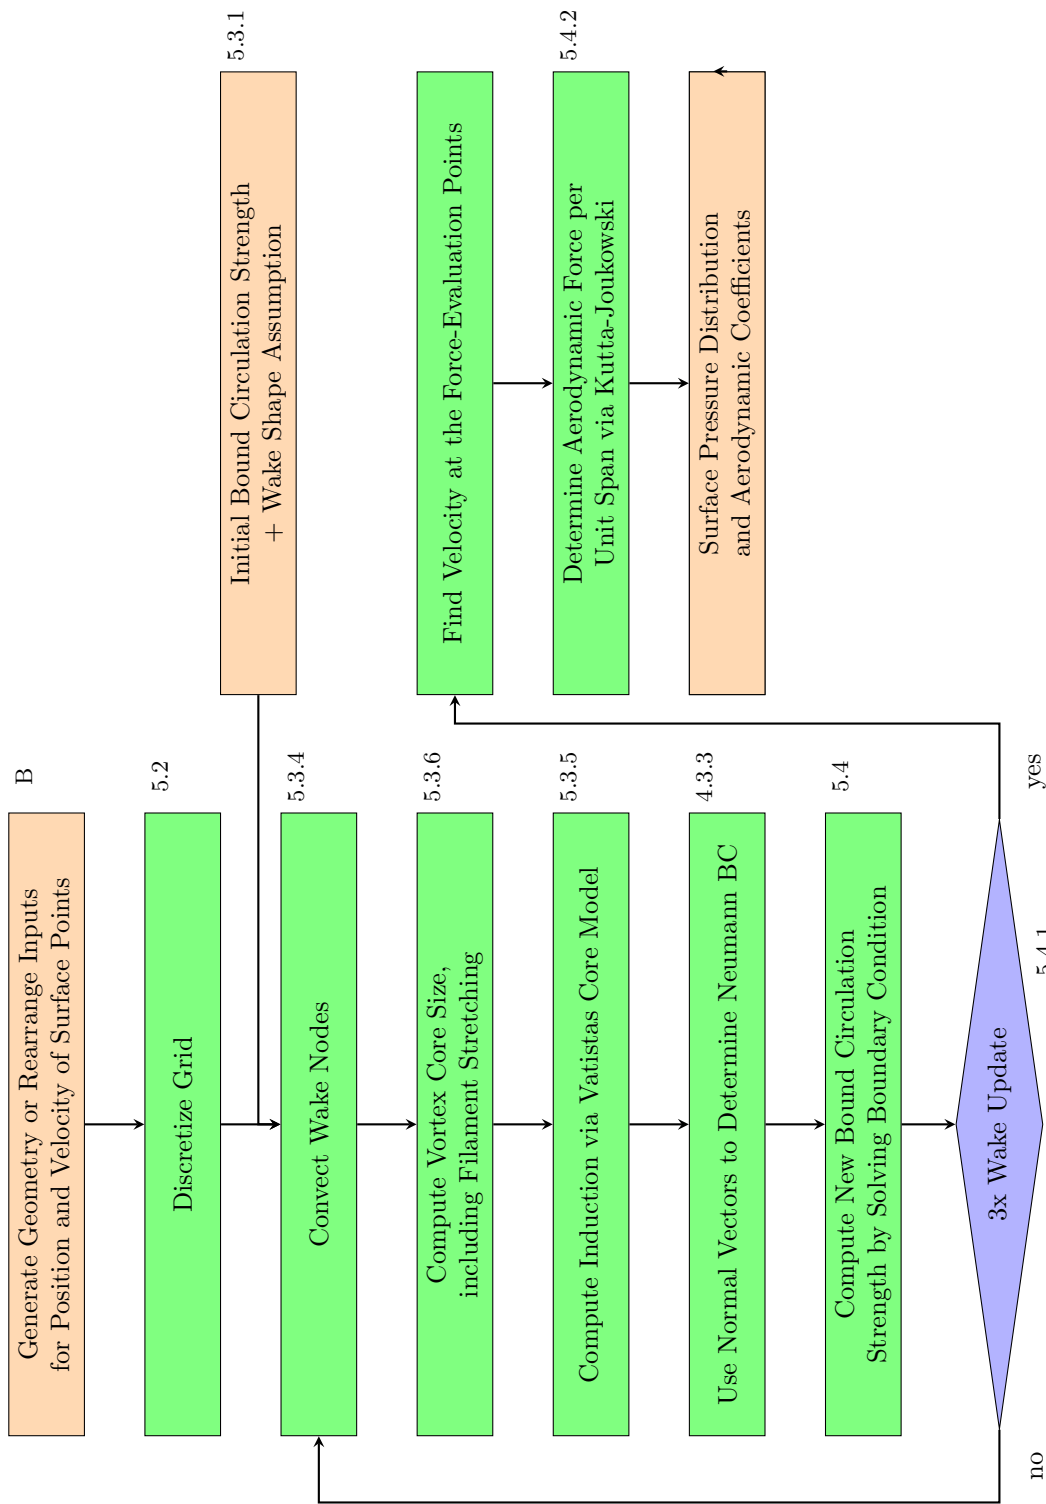 Generate Geometry or Rearrange Inputs
for Position and Velocity of Surface Points
B
Discretize Grid
5.2
Initial Bound Circulation Strength
+ Wake Shape Assumption
5.3.1
Convect Wake Nodes
5.3.4
Compute Vortex Core Size,
including Filament Stretching
5.3.6
Compute Induction via Vatistas Core Model
5.3.5
Use Normal Vectors to Determine Neumann BC
4.3.3
Compute New Bound Circulation
Strength by Solving Boundary Condition
5.4
3x Wake Update
5.4.1
no
yes
Find Velocity at the Force-Evaluation Points
Determine Aerodynamic Force per
Unit Span via Kutta-Joukowski
5.4.2
Surface Pressure Distribution
and Aerodynamic Coefficients